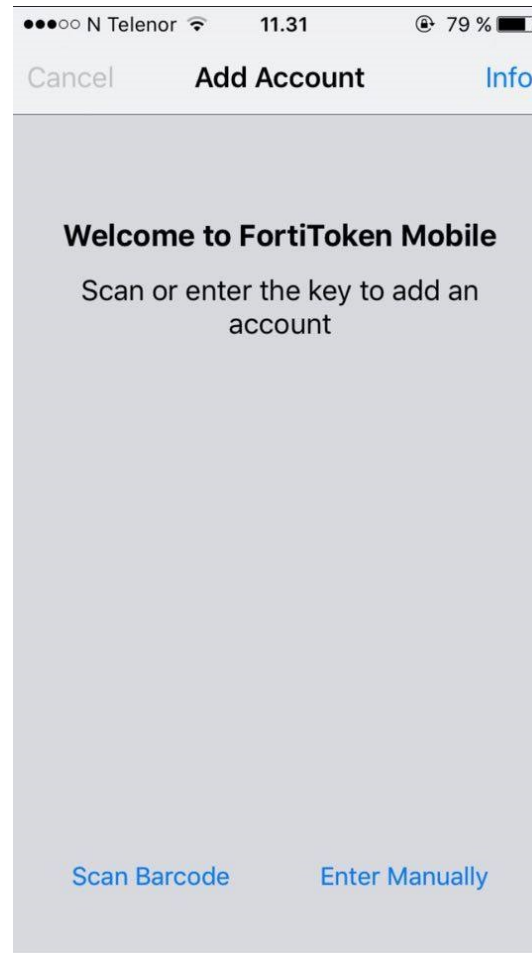 N Telenor 11.31 79 %
Cancel Add Account Info
Welcome to FortiToken Mobile
Scan or enter the key to add an
account
Scan Barcode Enter Manually